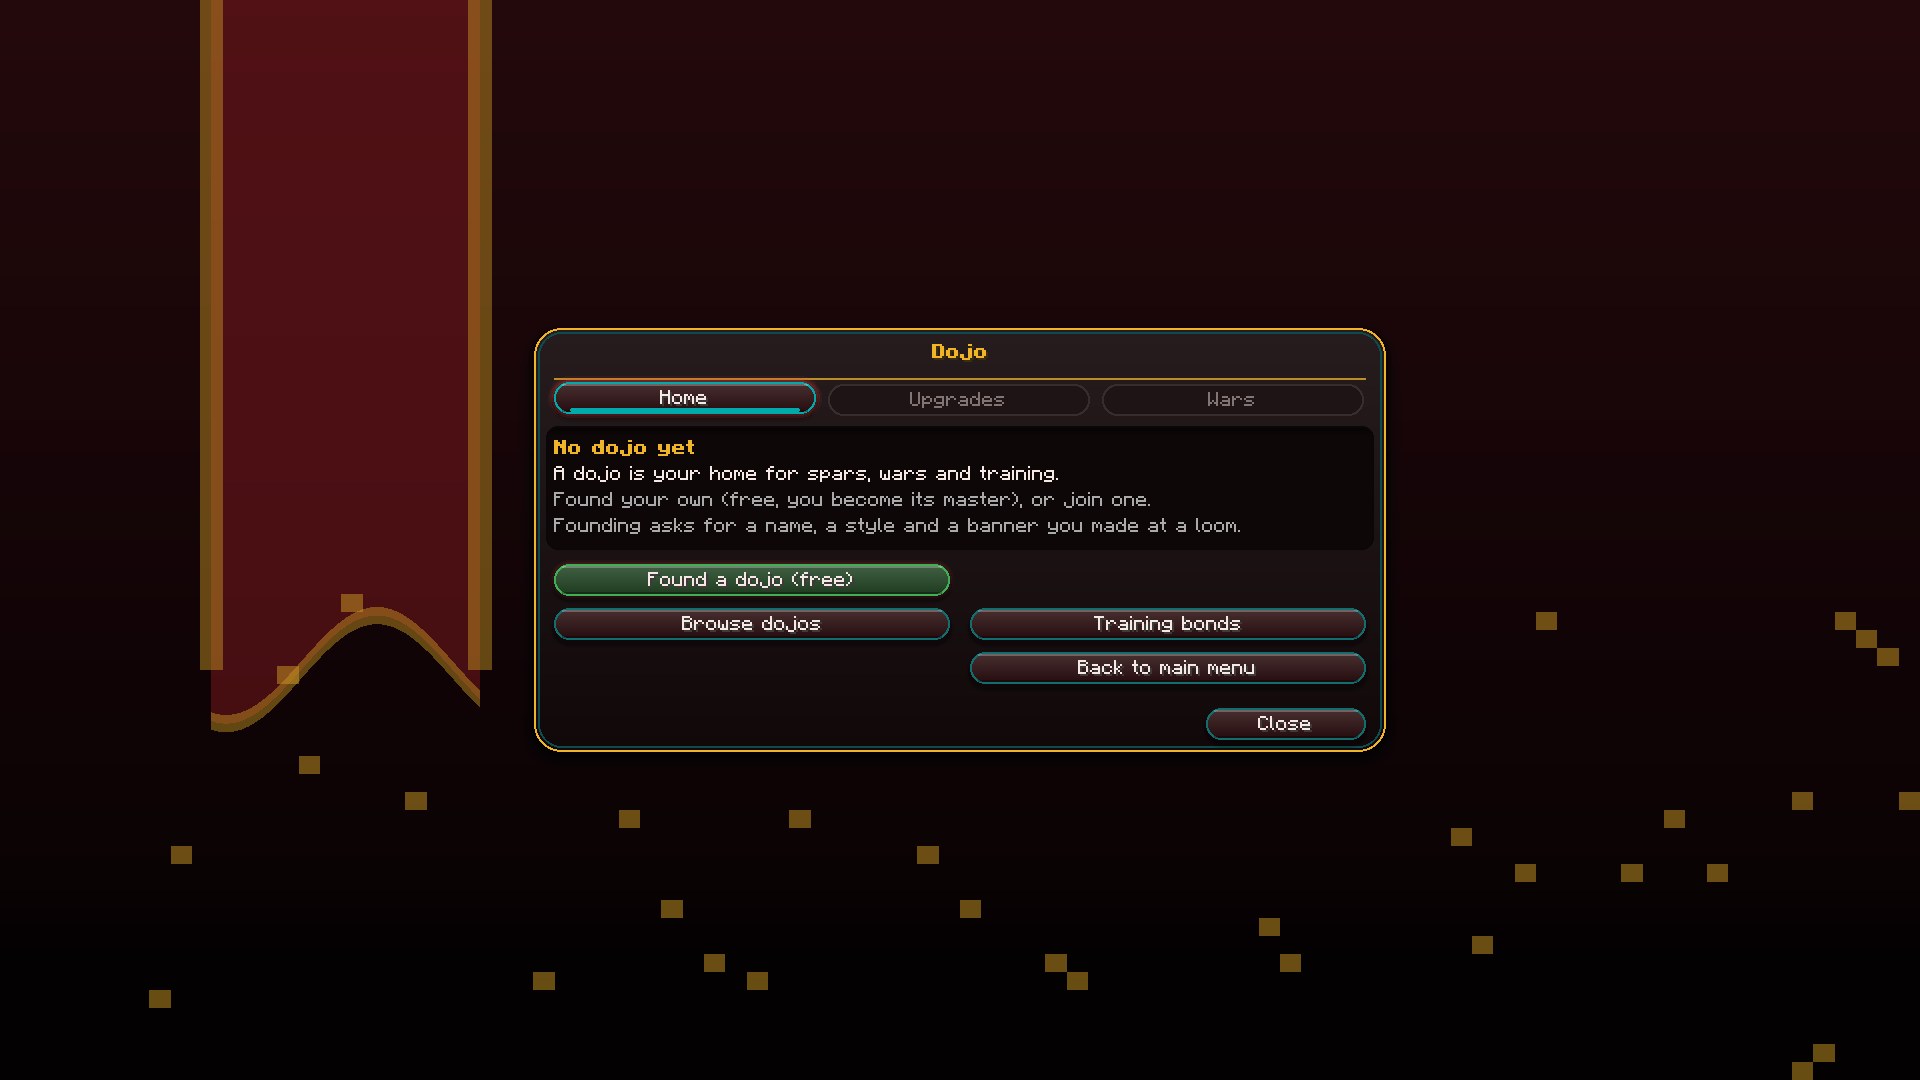 Dojo
Home
Upgrades
Wars
No dojo yet
A dojo is your home for spars, wars and training.
Found your own (free, you become its master), or join one.
Founding asks for a name, a style and a banner you made at a loom.
Found a dojo (free)
Browse dojos
Training bonds
Back to main menu
Close